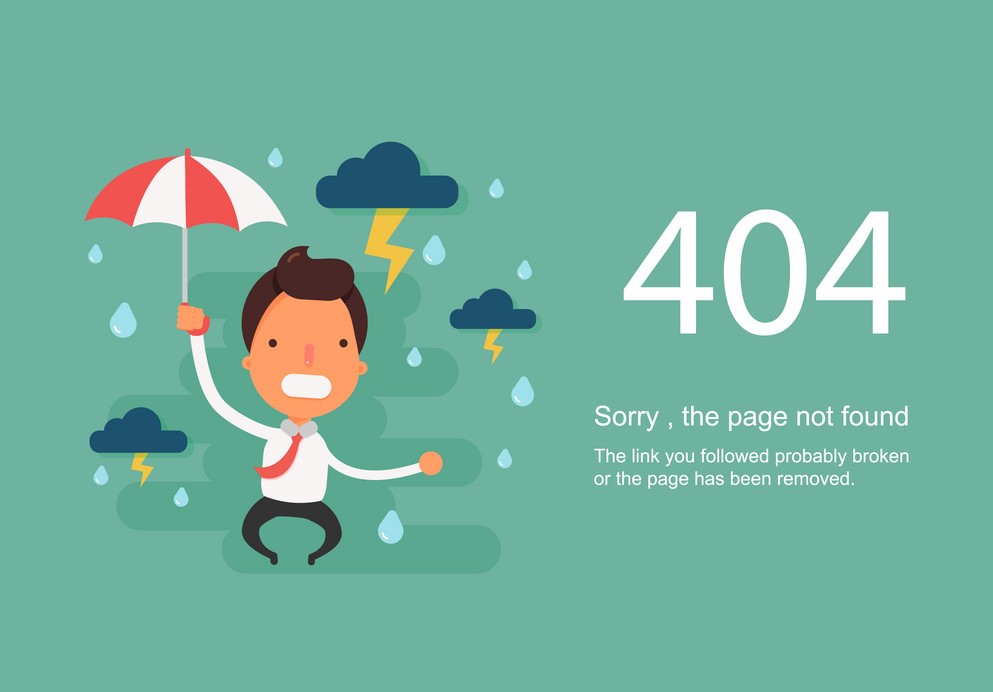 404
Sorry , the page not found
The link you followed probably broken
or the page has been removed.